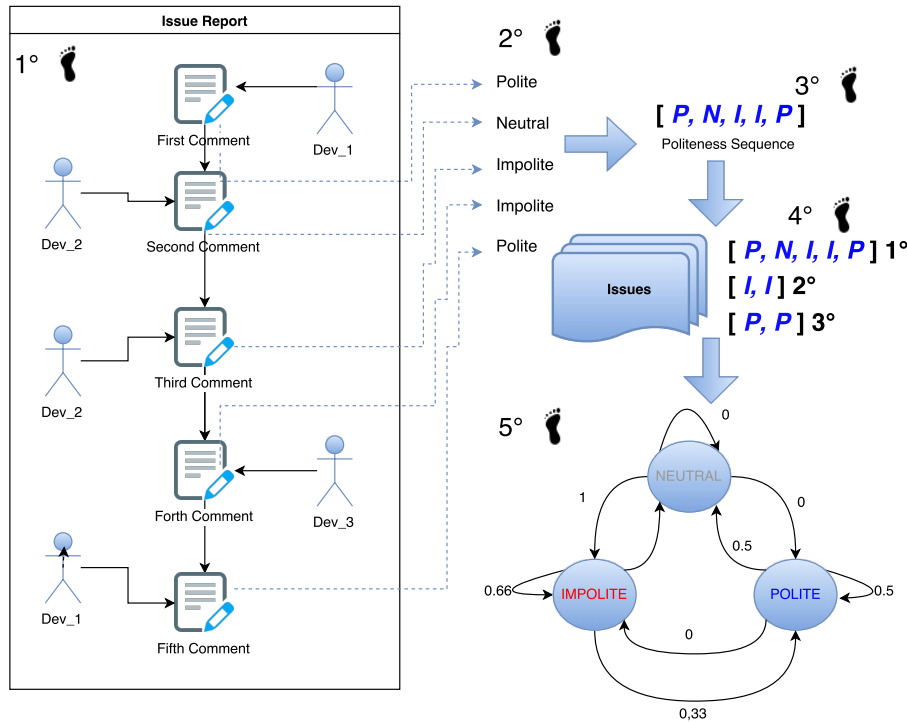 Issue Report
1°
First Comment
Dev_1
Dev_2
Second Comment
Dev_2
Third Comment
Forth Comment
Dev_3
Dev_1
Fifth Comment
2°
Polite
Neutral
Impolite
Impolite
Polite
3°
[ P, N, I, I, P ]
Politeness Sequence
4°
Issues
[ P, N, I, I, P ] 1°
[ I, I ] 2°
[ P, P ] 3°
5°
0
NEUTRAL
1
0
0.5
0.66
IMPOLITE
POLITE
0.5
0
0,33